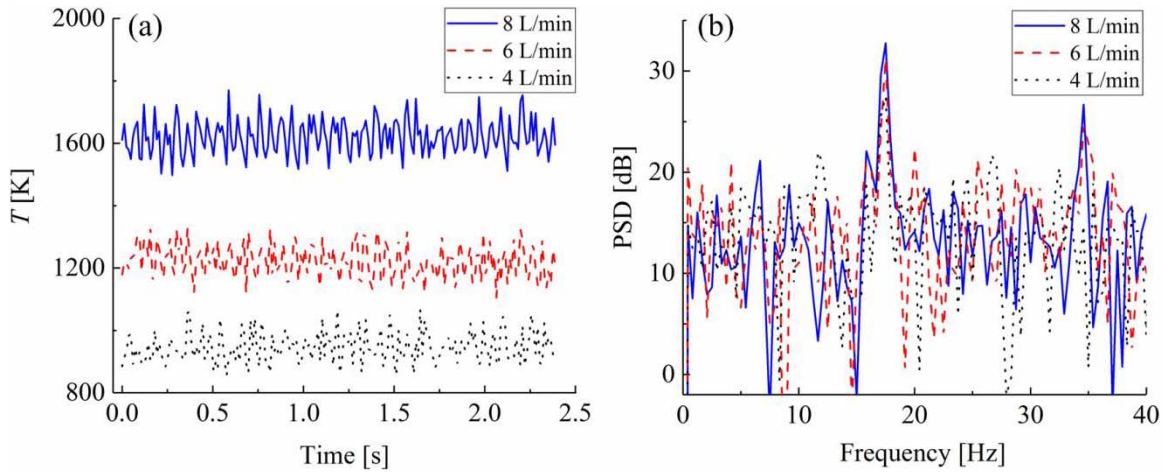 (a)
8 L/min
6 L/min
4 L/min
2000
1600
1200
800
T [K]
0.0 0.5 1.0 1.5 2.0 2.5
Time [s]
(b)
8 L/min
6 L/min
4 L/min
30
20
10
0
PSD [dB]
0 10 20 30 40
Frequency [Hz]